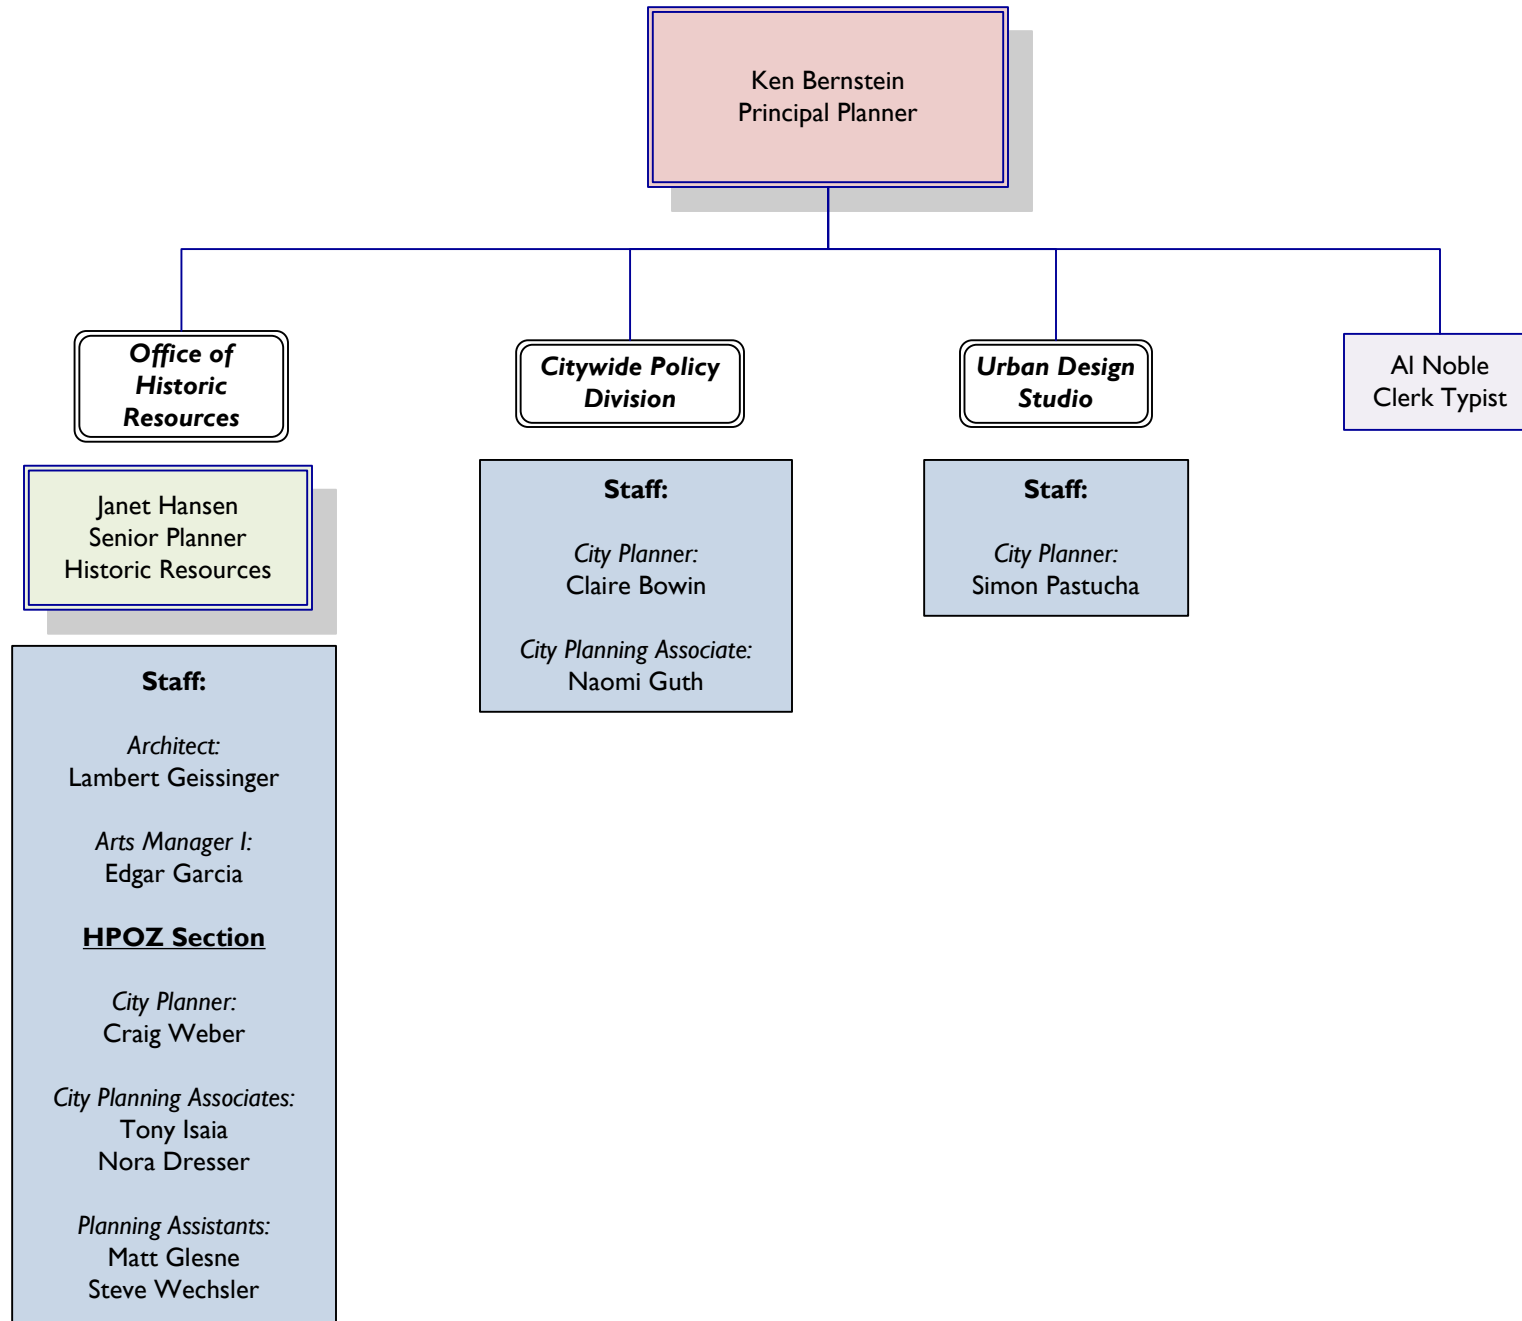 Ken Bernstein
Principal Planner
Office of
Historic
Resources
Citywide Policy
Division
Urban Design
Studio
Al Noble
Clerk Typist
Janet Hansen
Senior Planner
Historic Resources
Staff:
Architect:
Lambert Geissinger
Arts Manager I:
Edgar Garcia
HPOZ Section
City Planner:
Craig Weber
City Planning Associates:
Tony Isaia
Nora Dresser
Planning Assistants:
Matt Glesne
Steve Wechsler
Staff:
City Planner:
Claire Bowin
City Planning Associate:
Naomi Guth
Staff:
City Planner:
Simon Pastucha